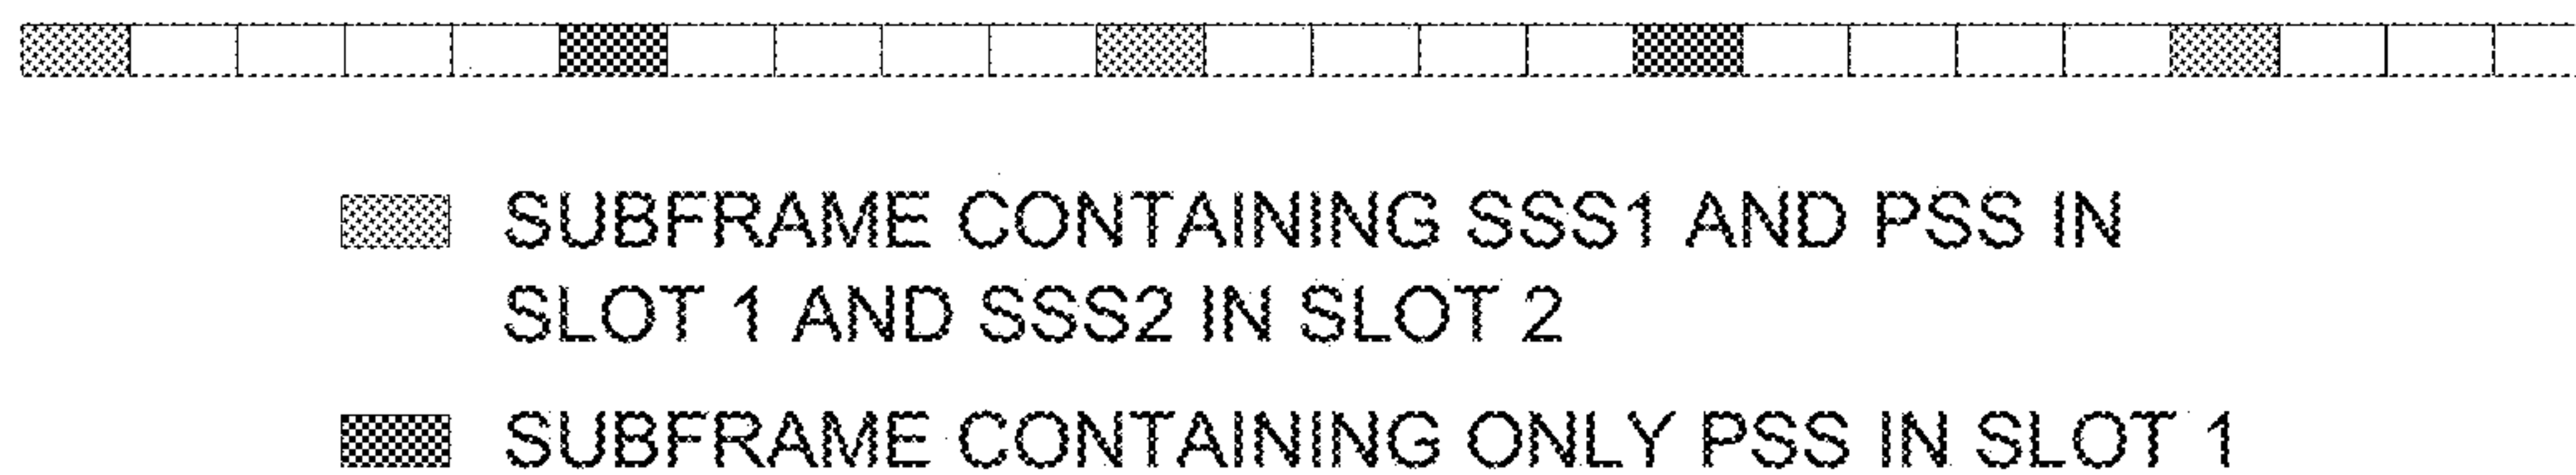 SUBFRAME CONTAINING SSS1 AND PSS IN
SLOT 1 AND SSS2 IN SLOT 2
SUBFRAME CONTAINING ONLY PSS IN SLOT 1